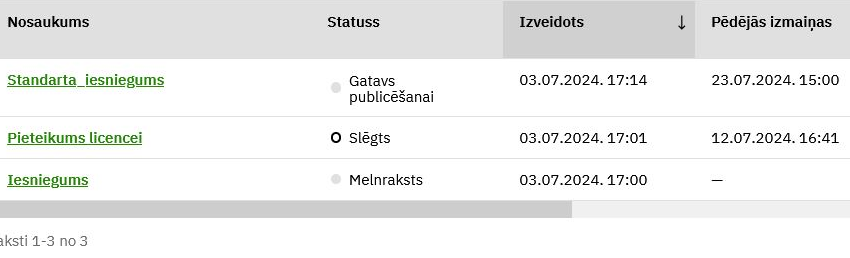 Nosaukums Statuss Izveidots ↓ Pēdējās izmaiņas
Standarta_iesniegums Gatavs publicēšanai 03.07.2024. 17:14 23.07.2024. 15:00
Pieteikums licencei Slēgts 03.07.2024. 17:01 12.07.2024. 16:41
Iesniegums Melnraksts 03.07.2024. 17:00 —
aksti 1-3 no 3